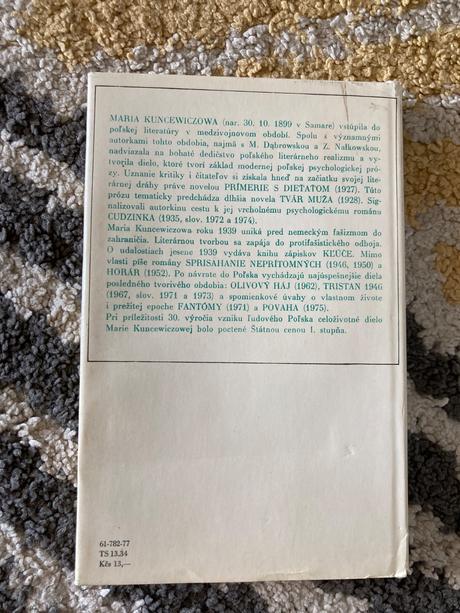 MARIA KUNCEWICZOWA (nar. 30. 10. 1899 v Samare) vstúpila do
poľskej literatúry v medzivojnovom období. Spolu s významnými
autorkami tohto obdobia, najmä s M. Dąbrowskou a Z. Nałkowskou,
nadviazala na bohaté dedičstvo poľského literárneho realizmu a vy-
tvorila dielo, ktoré tvorí základ modernej poľskej psychologickej pró-
zy. Uznanie kritiky i čitateľov si získala hneď na začiatku svojej lite-
rárnej dráhy práve novelou PRÍMERIE S DIEŤAŤOM (1927). Túto
prózu tematicky predchádza dlhšia novela TVÁR MUŽA (1928). Sig-
nalizovali autorkinu cestu k jej vrcholnému psychologickému románu
CUDZINKA (1935, slov. 1972 a 1974).
Maria Kuncewiczowa roku 1939 uniká pred nemeckým fašizmom do
zahraničia. Literárnou tvorbou sa zapája do protifašistického odboja.
O udalostiach jesene 1939 vydáva knihu zápiskov KĽÚČE. Mimo
vlasti píše romány SPRISAHANIE NEPRÍTOMNÝCH (1946, 1950) a
HORÁR (1952). Po návrate do Poľska vychádzajú najúspešnejšie diela
posledného tvorivého obdobia: OLIVOVÝ HÁJ (1962), TRISTAN 1946
(1967, slov. 1971 a 1973) a spomienkové úvahy o vlastnom živote
i prežitej epoche FANTÓMY (1971) a POVAHA (1975).
Pri príležitosti 30. výročia vzniku ľudového Poľska celoživotné dielo
Marie Kuncewiczowej bolo poctené Štátnou cenou I. stupňa.
61-782-77
TS 13.34
Kčs 13,—